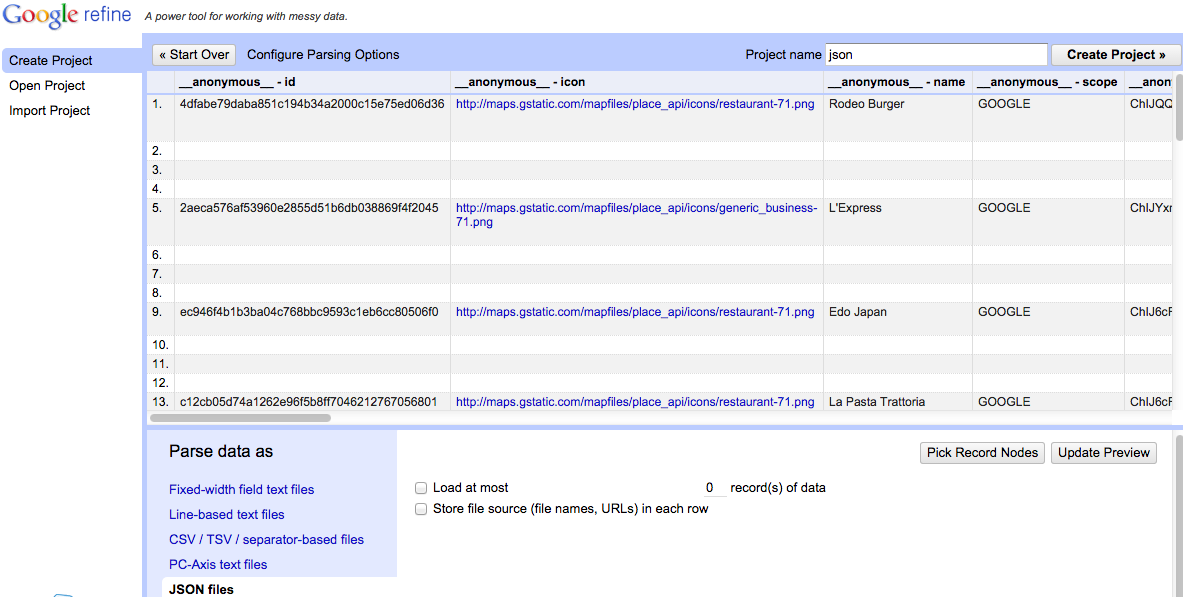 Google refine A power tool for working with messy data.
Create Project
Open Project
Import Project
« Start Over Configure Parsing Options Project name json Create Project »
__anonymous__ - id __anonymous__ - icon __anonymous__ - name __anonymous__ - scope __anon
1. 4dfabe79daba851c194b34a2000c15e75ed06d36 http://maps.gstatic.com/mapfiles/place_api/icons/restaurant-71.png Rodeo Burger GOOGLE ChIJQQ
2.
3.
4.
5. 2aeca576af53960e2855d51b6db038869f4f2045 http://maps.gstatic.com/mapfiles/place_api/icons/generic_business- L'Express GOOGLE ChIJYxr
71.png
6.
7.
8.
9. ec946f4b1b3ba04c768bbc9593c1eb6cc80506f0 http://maps.gstatic.com/mapfiles/place_api/icons/restaurant-71.png Edo Japan GOOGLE ChIJ6cF
10.
11.
12.
13. c12cb05d74a1262e96f5b8ff7046212767056801 http://maps.gstatic.com/mapfiles/place_api/icons/restaurant-71.png La Pasta Trattoria GOOGLE ChIJ6cF
Parse data as
Pick Record Nodes Update Preview
Fixed-width field text files
Line-based text files
CSV / TSV / separator-based files
PC-Axis text files
JSON files
Load at most 0 record(s) of data
Store file source (file names, URLs) in each row